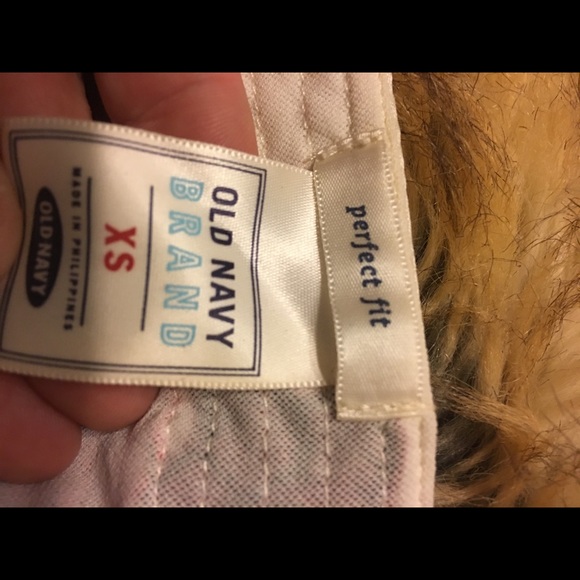 perfect fit
OLD NAVY
BRAND
XS
MADE IN PHILIPPINES
OLD NAVY